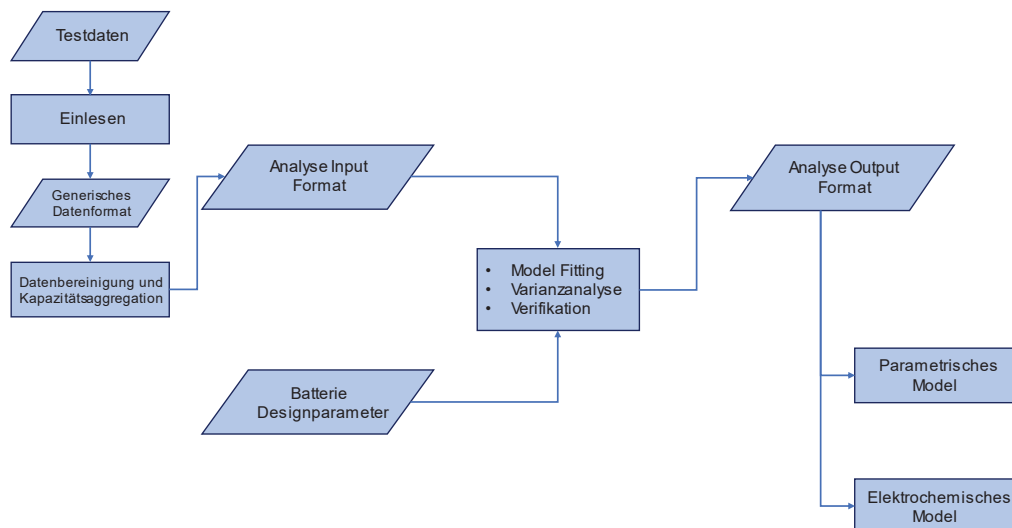 Testdaten
Einlesen
Generisches
Datenformat
Datenbereinigung und
Kapazitätsaggregation
Analyse Input
Format
Batterie
Designparameter
• Model Fitting
• Varianzanalyse
• Verifikation
Analyse Output
Format
Parametrisches
Model
Elektrochemisches
Model